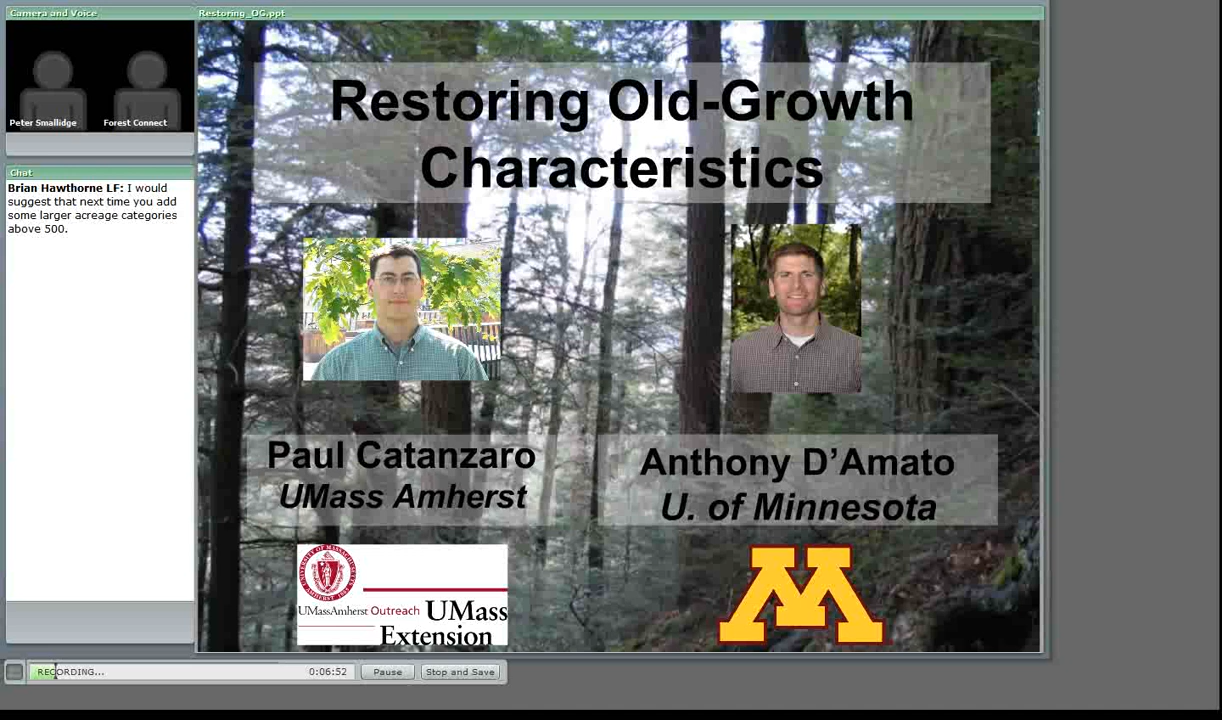 Camera and Voice
Peter Smallidge
Forest Connect
Chat
Brian Hawthorne LF: I would
suggest that next time you add
some larger acreage categories
above 500.
Restoring_OG.ppt
Restoring Old-Growth
Characteristics
Paul Catanzaro
UMass Amherst
Anthony D'Amato
U. of Minnesota
UMassAmherst Outreach UMass
Extension
M
RECORDING...
0:06:52
Pause
Stop and Save